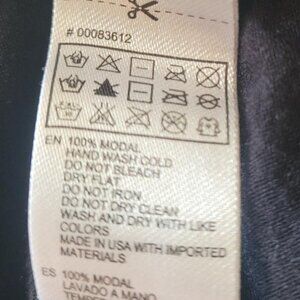 # 00083612
EN 100% MODAL
HAND WASH COLD
DO NOT BLEACH
DRY FLAT
DO NOT IRON
DO NOT DRY CLEAN
WASH AND DRY WITH LIKE
COLORS
MADE IN USA WITH IMPORTED
MATERIALS
ES 100% MODAL
LAVADO A MANO